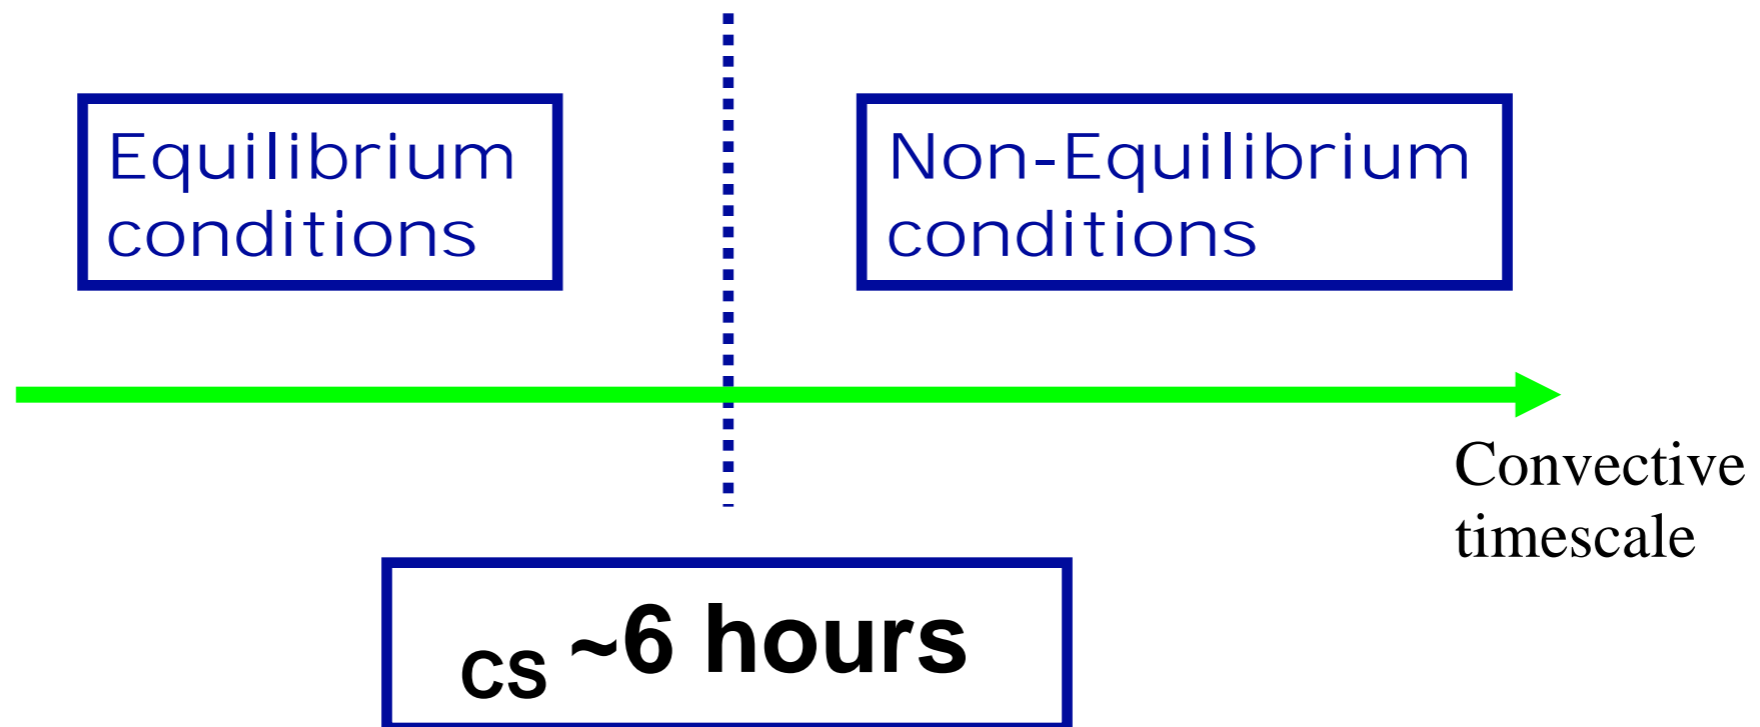 Equilibrium
conditions
Non-Equilibrium
conditions
Convective
timescale
CS ~6 hours